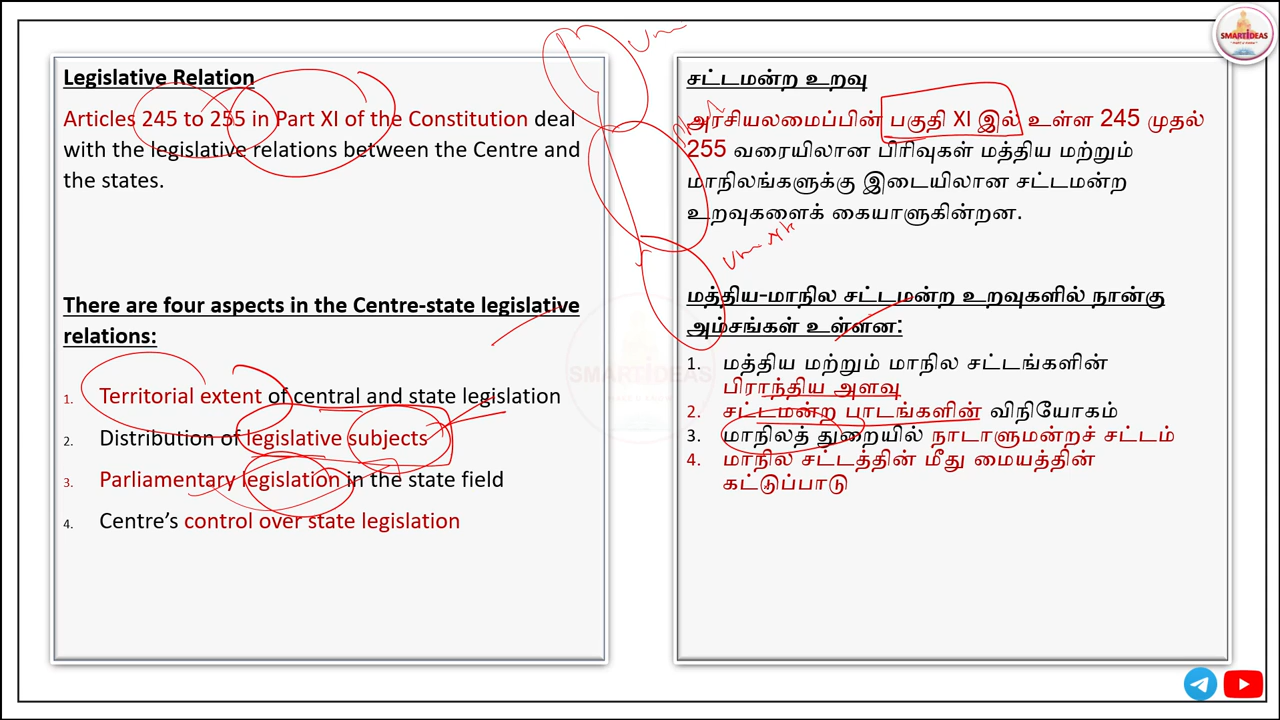 SMARTIDEAS
Legislative Relation
Articles 245 to 255 in Part XI of the Constitution deal
with the legislative relations between the Centre and
the states.
There are four aspects in the Centre-state legislative
relations:
1. Territorial extent of central and state legislation
2. Distribution of legislative subjects
3. Parliamentary legislation in the state field
4. Centre's control over state legislation
சட்டமன்ற உறவு
அரசியலமைப்பின் பகுதி XI இல் உள்ள 245 முதல்
255 வரையிலான பிரிவுகள் மத்திய மற்றும்
மாநிலங்களுக்கு இடையிலான சட்டமன்ற
உறவுகளைக் கையாளுகின்றன.
மத்திய-மாநில சட்டமன்ற உறவுகளில் நான்கு
அம்சங்கள் உள்ளன:
1. மத்திய மற்றும் மாநில சட்டங்களின்
பிராந்திய அளவு
2. சட்டமன்ற பாடங்களின் விநியோகம்
3. மாநிலத் துறையில் நாடாளுமன்றச் சட்டம்
4. மாநில சட்டத்தின் மீது மையத்தின்
கட்டுப்பாடு
SMARTIDEAS